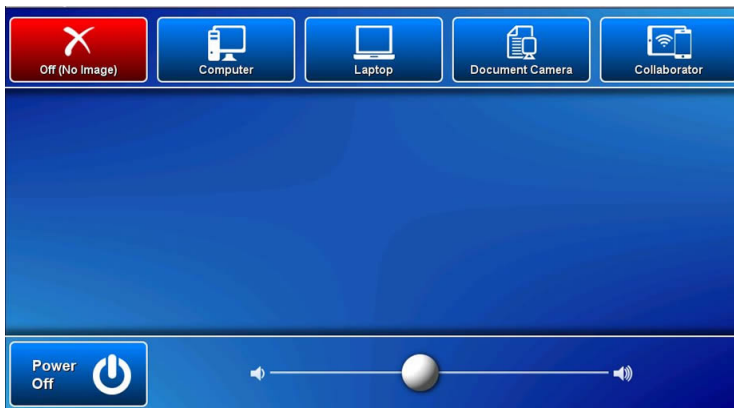 Off (No Image)
Computer
Laptop
Document Camera
Collaborator
Power
Off